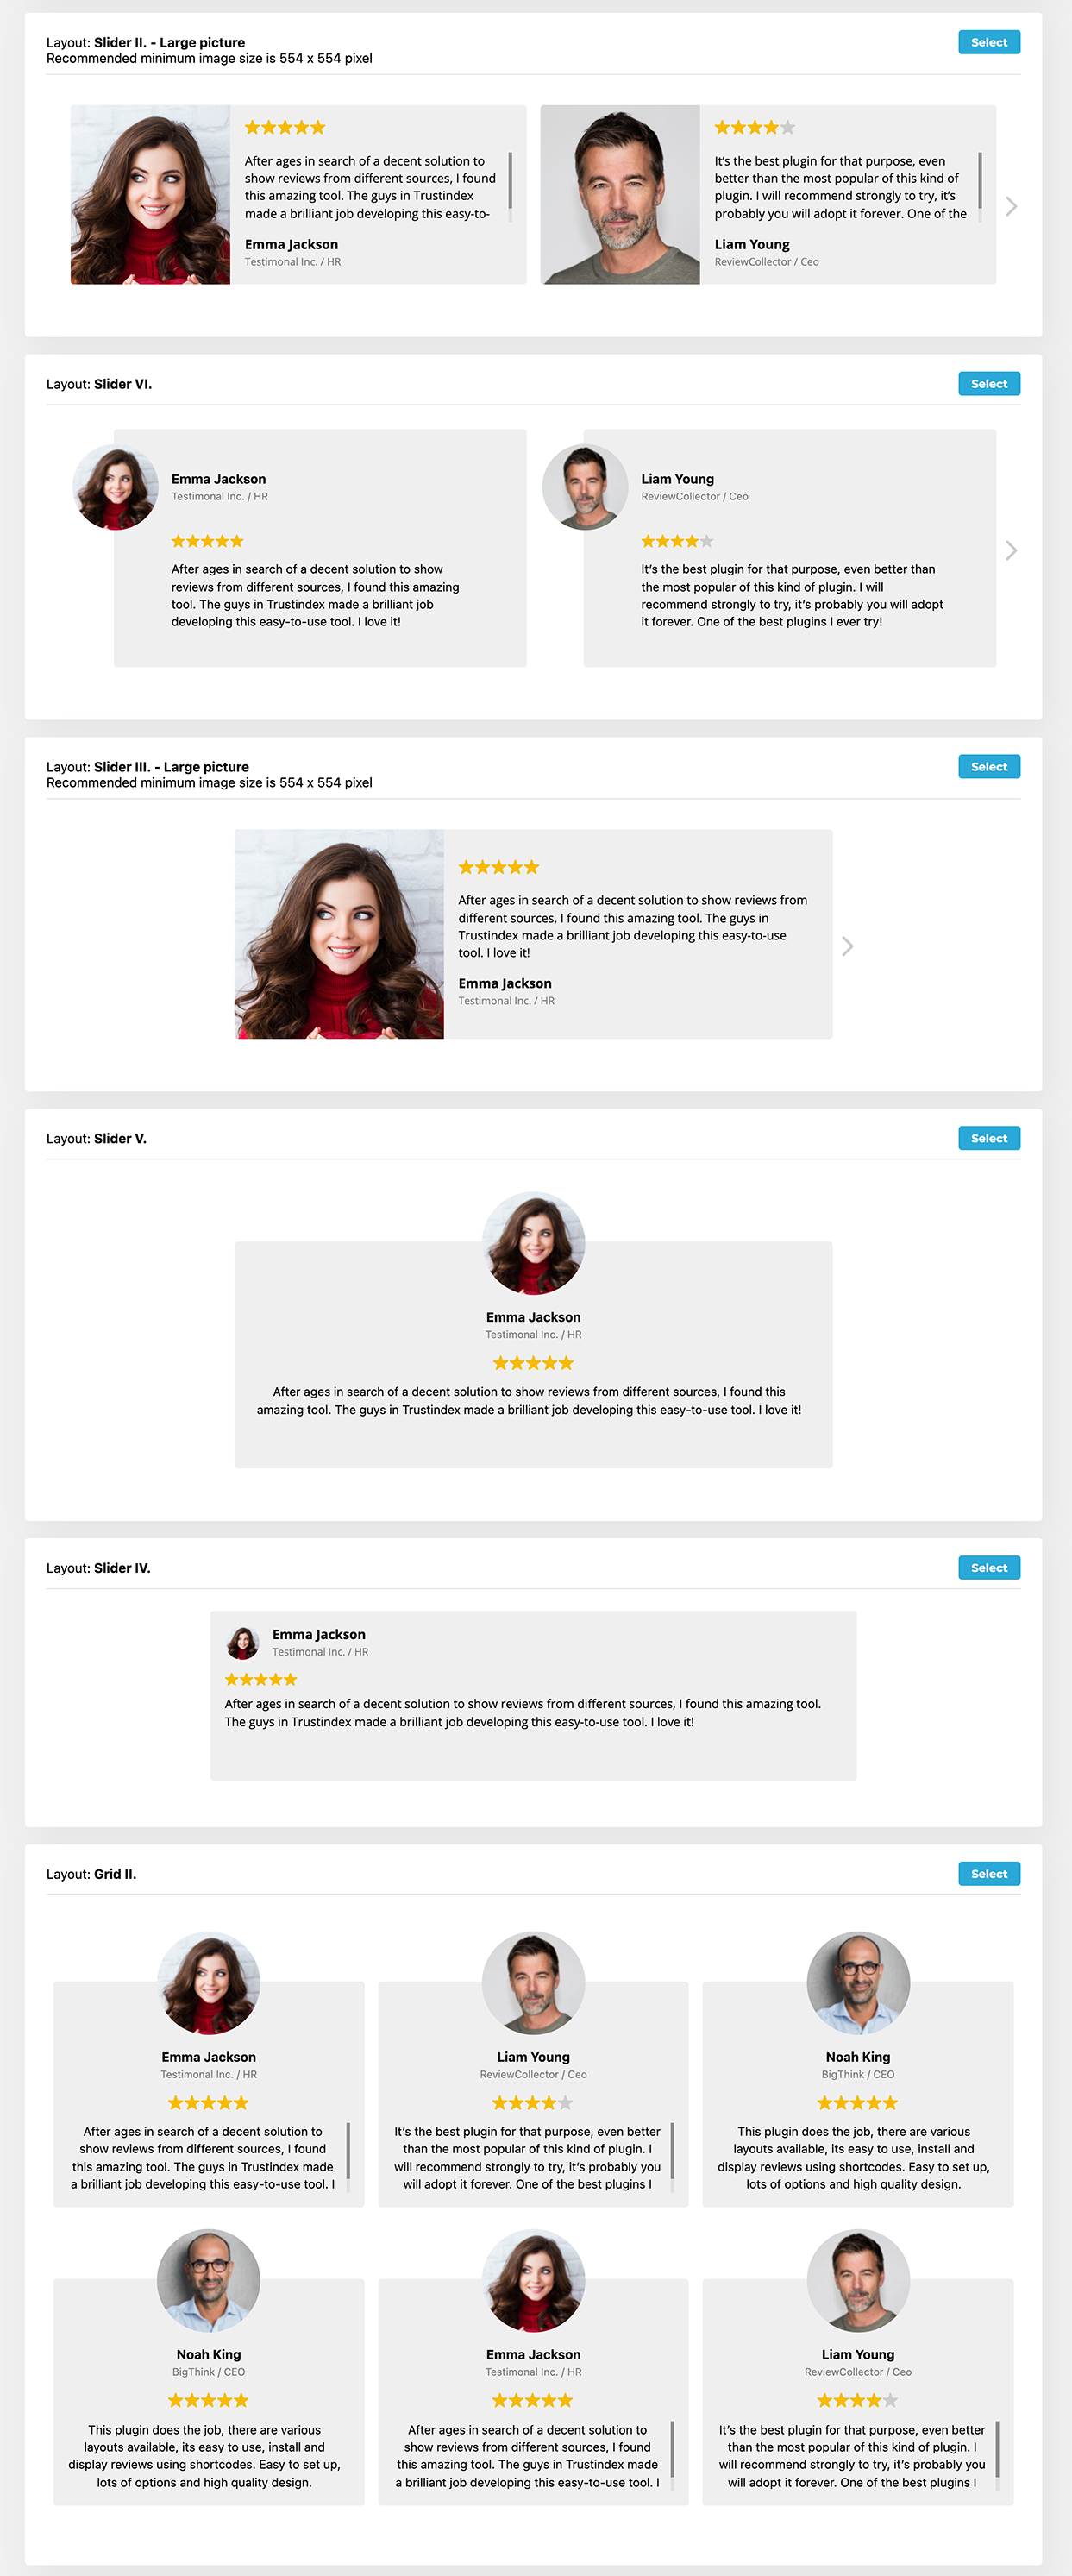 Layout: Slider II. - Large picture
Select
Recommended minimum image size is 554 x 554 pixel
After ages in search of a decent solution to
show reviews from different sources, I found
this amazing tool. The guys in Trustindex
made a brilliant job developing this easy-to-
Emma Jackson
Testimonal Inc. / HR
It's the best plugin for that purpose, even
better than the most popular of this kind of
plugin. I will recommend strongly to try, it's
probably you will adopt it forever. One of the
Liam Young
ReviewCollector / Ceo
Layout: Slider VI.
Select
Emma Jackson
Testimonal Inc. / HR
After ages in search of a decent solution to show
reviews from different sources, I found this amazing
tool. The guys in Trustindex made a brilliant job
developing this easy-to-use tool. I love it!
Liam Young
ReviewCollector / Ceo
It's the best plugin for that purpose, even better than
the most popular of this kind of plugin. I will
recommend strongly to try, it's probably you will adopt
it forever. One of the best plugins I ever try!
Layout: Slider III. - Large picture
Select
Recommended minimum image size is 554 x 554 pixel
After ages in search of a decent solution to show reviews from
different sources, I found this amazing tool. The guys in
Trustindex made a brilliant job developing this easy-to-use
tool. I love it!
Emma Jackson
Testimonal Inc. / HR
Layout: Slider V.
Select
Emma Jackson
Testimonal Inc. / HR
After ages in search of a decent solution to show reviews from different sources, I found this
amazing tool. The guys in Trustindex made a brilliant job developing this easy-to-use tool. I love it!
Layout: Slider IV.
Select
Emma Jackson
Testimonal Inc. / HR
After ages in search of a decent solution to show reviews from different sources, I found this amazing tool.
The guys in Trustindex made a brilliant job developing this easy-to-use tool. I love it!
Layout: Grid II.
Select
Emma Jackson
Testimonal Inc. / HR
After ages in search of a decent solution to
show reviews from different sources, I found
this amazing tool. The guys in Trustindex made
a brilliant job developing this easy-to-use tool. I
Liam Young
ReviewCollector / Ceo
It's the best plugin for that purpose, even better
than the most popular of this kind of plugin. I
will recommend strongly to try, it's probably you
will adopt it forever. One of the best plugins I
Noah King
BigThink / CEO
This plugin does the job, there are various
layouts available, its easy to use, install and
display reviews using shortcodes. Easy to set up,
lots of options and high quality design.
Noah King
BigThink / CEO
This plugin does the job, there are various
layouts available, its easy to use, install and
display reviews using shortcodes. Easy to set up,
lots of options and high quality design.
Emma Jackson
Testimonal Inc. / HR
After ages in search of a decent solution to
show reviews from different sources, I found
this amazing tool. The guys in Trustindex made
a brilliant job developing this easy-to-use tool. I
Liam Young
ReviewCollector / Ceo
It's the best plugin for that purpose, even better
than the most popular of this kind of plugin. I
will recommend strongly to try, it's probably you
will adopt it forever. One of the best plugins I